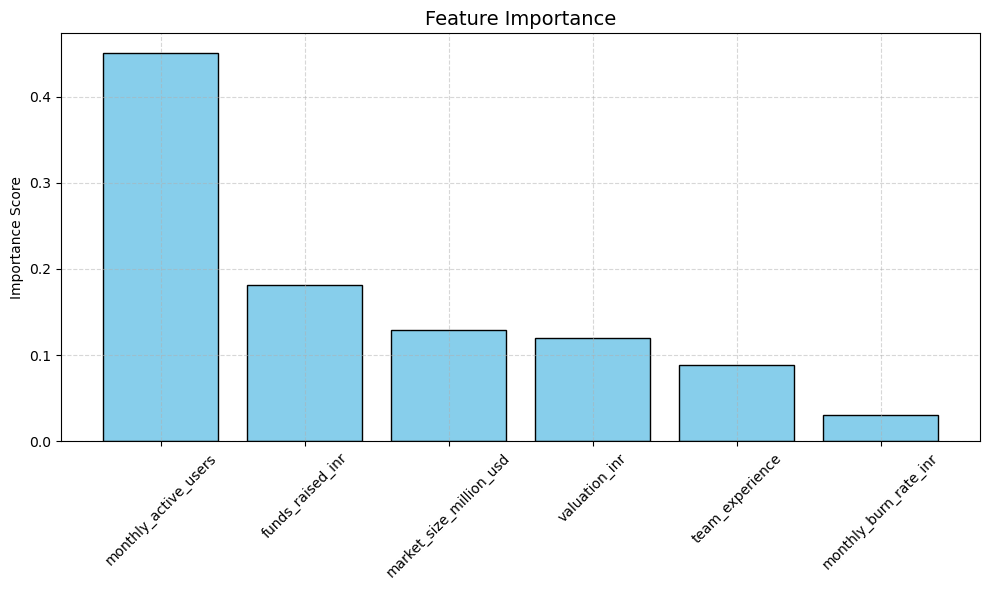 Feature Importance
Importance Score
0.4
0.3
0.2
0.1
0.0
monthly_active_users
funds_raised_inr
market_size_million_usd
valuation_inr
team_experience
monthly_burn_rate_inr